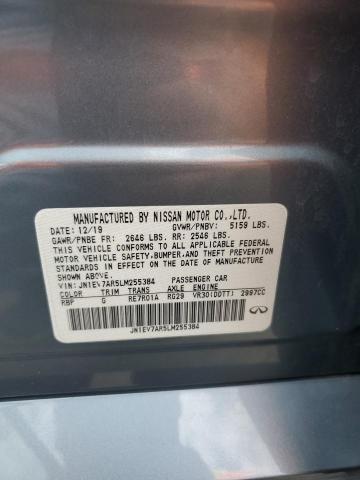 MANUFACTURED BY NISSAN MOTOR CO.,LTD.
DATE: 12/19 GVWR/PNBV: 5159 LBS.
GAWR/PNBE FR: 2646 LBS. RR: 2546 LBS.
THIS VEHICLE CONFORMS TO ALL APPLICABLE FEDERAL
MOTOR VEHICLE SAFETY, BUMPER, AND THEFT PREVENTION
STANDARDS IN EFFECT ON THE DATE OF MANUFACTURE
SHOWN ABOVE.
VIN: JN1EV7AR5LM255384 PASSENGER CAR
COLOR TRIM TRANS AXLE ENGINE
RBP G RE7R01A RG29 VR30(DDTT) 2997CC
JN1EV7AR5LM255384